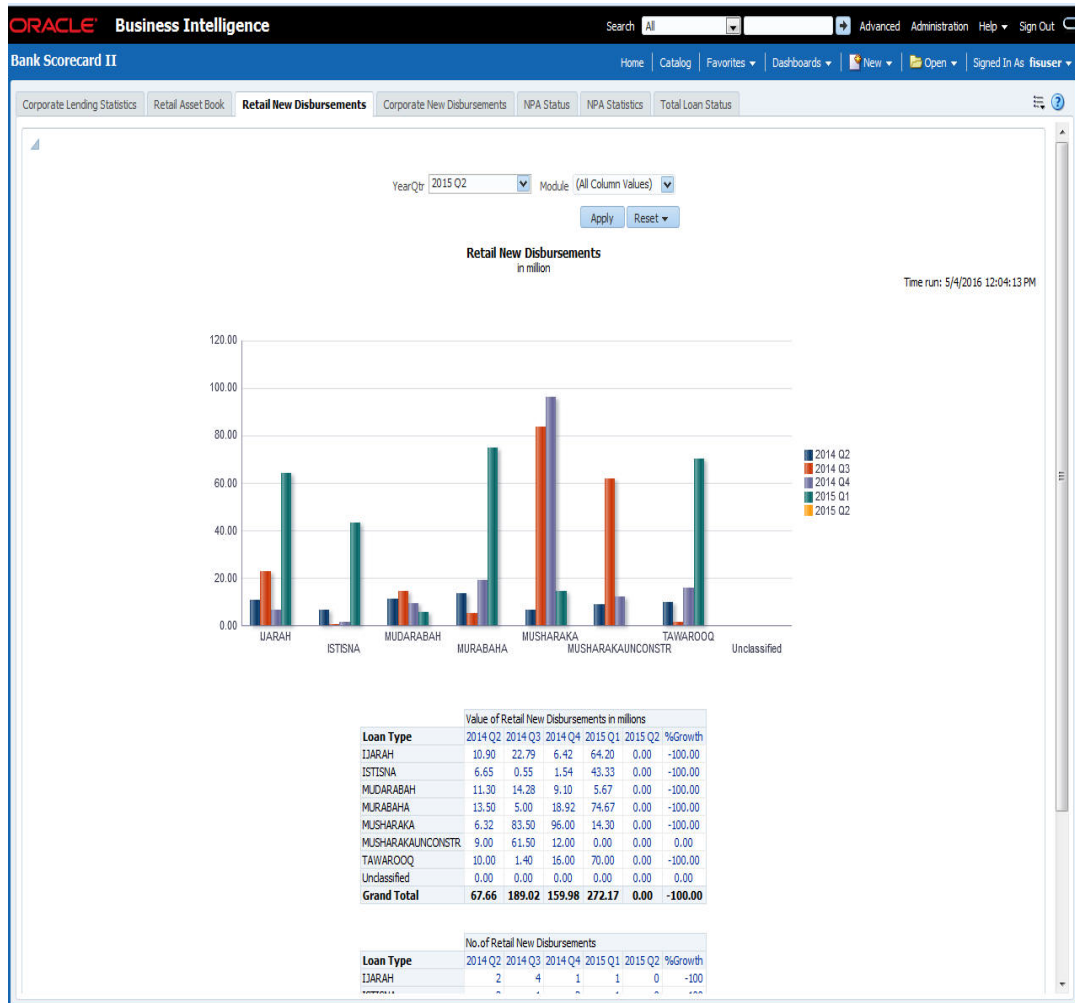 ORACLE Business Intelligence
Search All Advanced Administration Help Sign Out
Bank Scorecard II
Home Catalog Favorites Dashboards New Open Signed In As fisuser
Corporate Lending Statistics Retail Asset Book Retail New Disbursements Corporate New Disbursements NPA Status NPA Statistics Total Loan Status
YearQtr 2015 Q2 Module (All Column Values)
Apply Reset
Retail New Disbursements
in million
Time run: 5/4/2016 12:04:13 PM
120.00
100.00
80.00
60.00
40.00
20.00
0.00
2014 Q2
2014 Q3
2014 Q4
2015 Q1
2015 Q2
IJARAH MUDARABAH MUSHARAKA TAWAROOQ
ISTISNA MURABAHA MUSHARAKAUNCONSTR Unclassified
Value of Retail New Disbursements in millions
Loan Type 2014 Q2 2014 Q3 2014 Q4 2015 Q1 2015 Q2 %Growth
IJARAH 10.90 22.79 6.42 64.20 0.00 -100.00
ISTISNA 6.65 0.55 1.54 43.33 0.00 -100.00
MUDARABAH 11.30 14.28 9.10 5.67 0.00 -100.00
MURABAHA 13.50 5.00 18.92 74.67 0.00 -100.00
MUSHARAKA 6.32 83.50 96.00 14.30 0.00 -100.00
MUSHARAKAUNCONSTR 9.00 61.50 12.00 0.00 0.00 0.00
TAWAROOQ 10.00 1.40 16.00 70.00 0.00 -100.00
Unclassified 0.00 0.00 0.00 0.00 0.00 0.00
Grand Total 67.66 189.02 159.98 272.17 0.00 -100.00
No.of Retail New Disbursements
Loan Type 2014 Q2 2014 Q3 2014 Q4 2015 Q1 2015 Q2 %Growth
IJARAH 2 4 1 1 0 -100